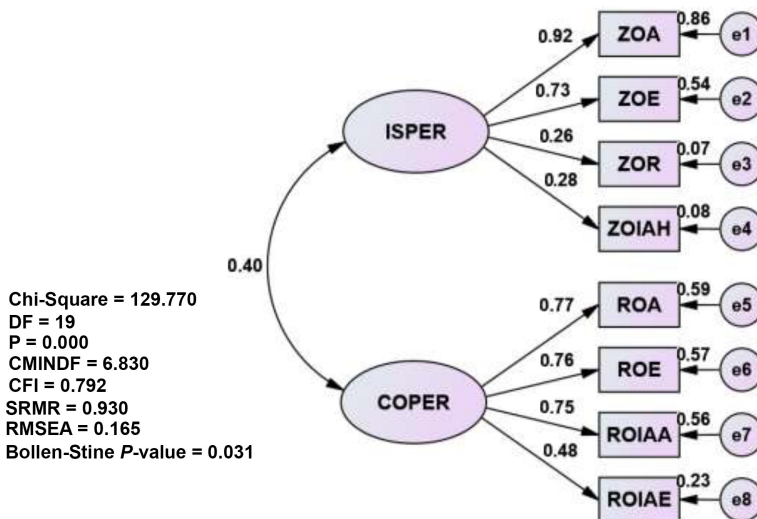 0.92
ZOA
0.86
e1
0.73
ZOE
0.54
e2
ISPER
0.26
ZOR
0.07
e3
0.28
ZOIAH
0.08
e4
0.40
Chi-Square = 129.770
DF = 19
P = 0.000
CMINDF = 6.830
CFI = 0.792
SRMR = 0.930
RMSEA = 0.165
Bollen-Stine P-value = 0.031
0.77
ROA
0.59
e5
0.76
ROE
0.57
e6
COPER
0.75
ROIAA
0.56
e7
0.48
ROIAE
0.23
e8